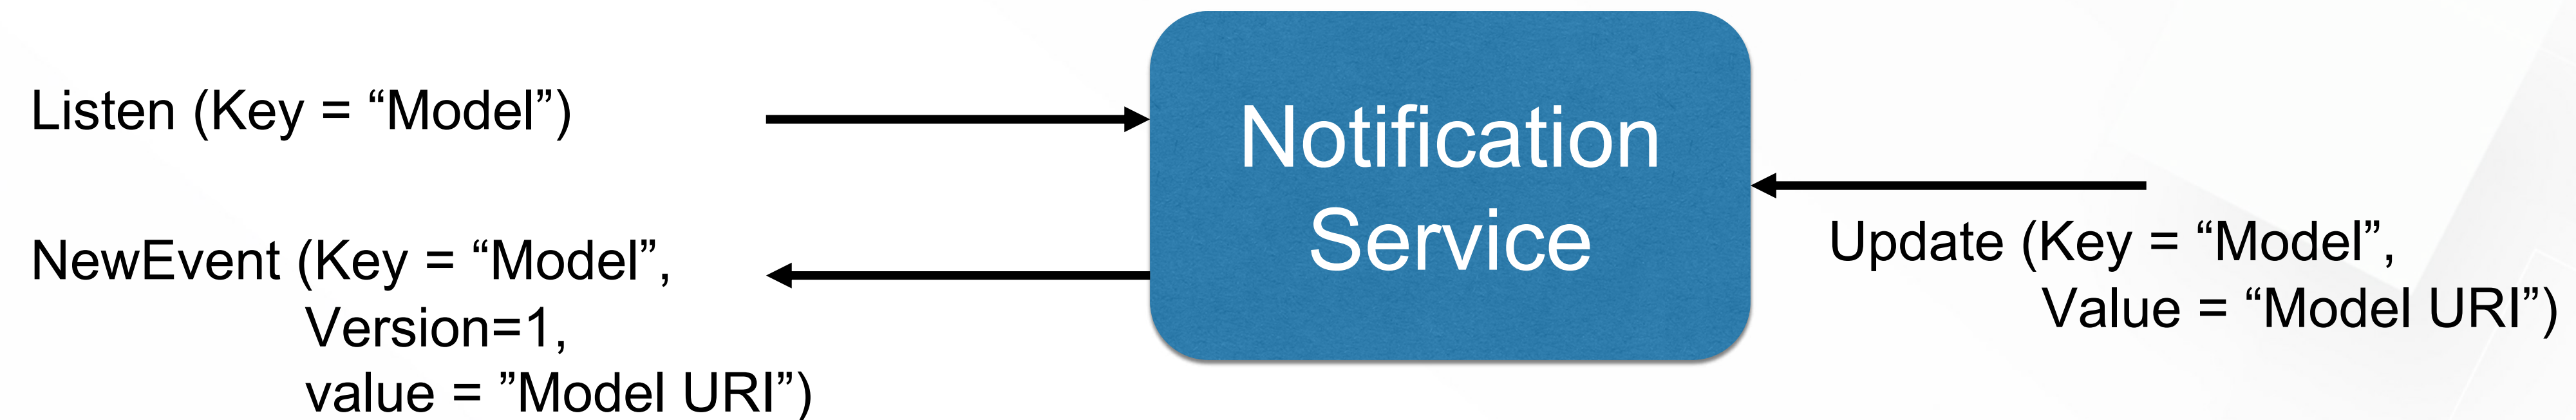 Listen (Key = “Model”)
NewEvent (Key = “Model”,
Version=1,
value = ”Model URI”)
Notification
Service
Update (Key = “Model”,
Value = “Model URI”)